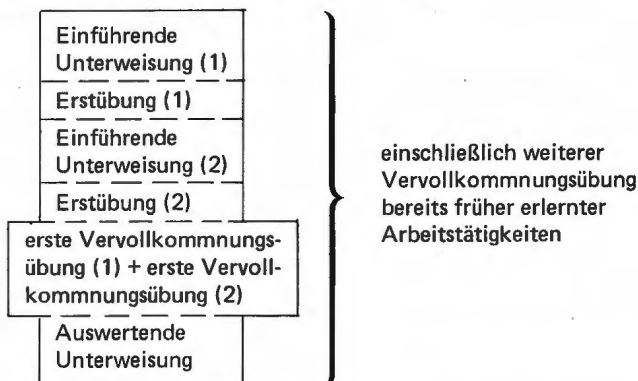 Einführende
Unterweisung (1)
Erstübung (1)
Einführende
Unterweisung (2)
Erstübung (2)
erste Vervollkommnungs-
übung (1) + erste Vervoll-
kommnungsübung (2)
Auswertende
Unterweisung
einschließlich weiterer
Vervollkommnungsübung
bereits früher erlernter
Arbeitstätigkeiten